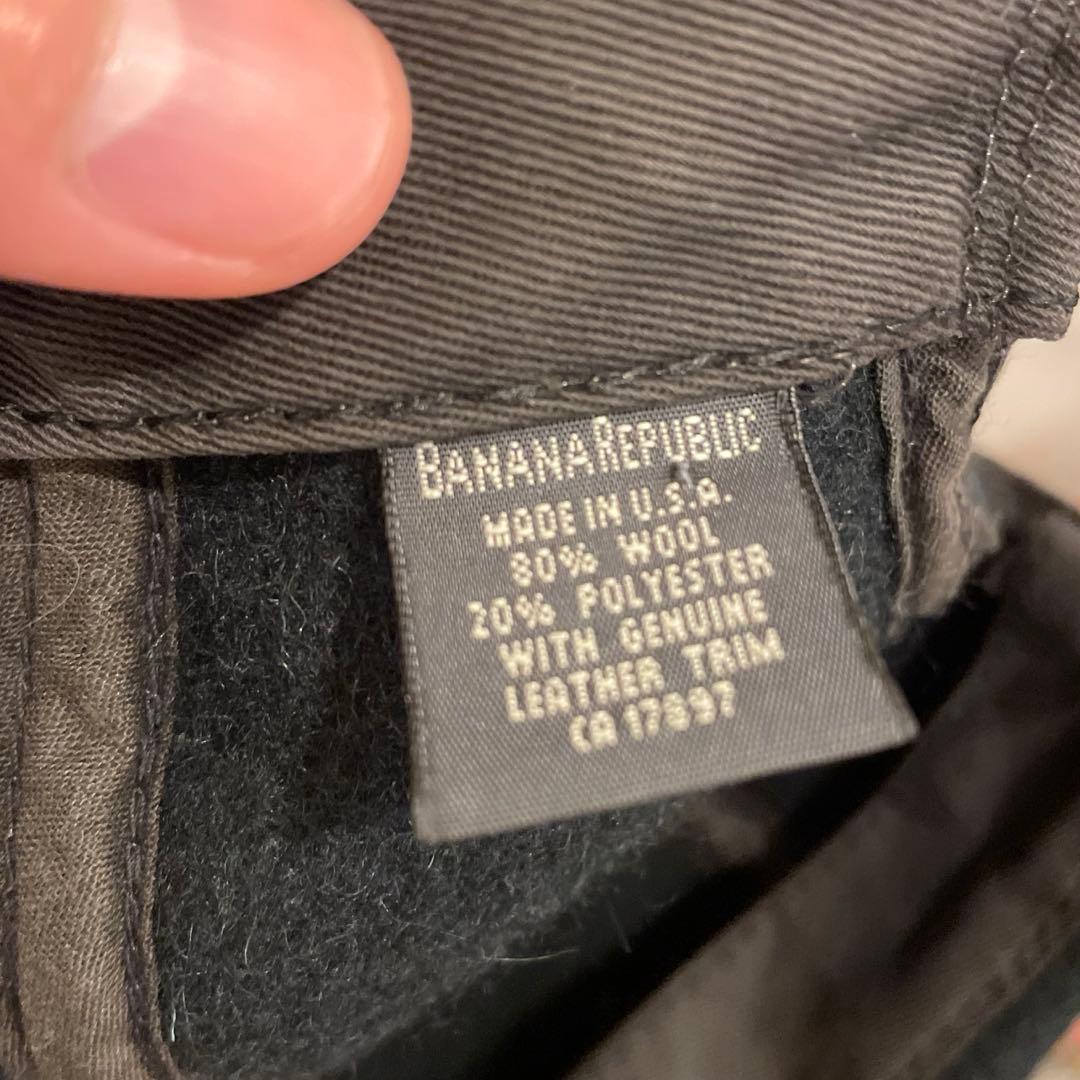 BANANA REPUBLIC
MADE IN U.S.A.
80% WOOL
20% POLYESTER
WITH GENUINE
LEATHER TRIM
CA 17897